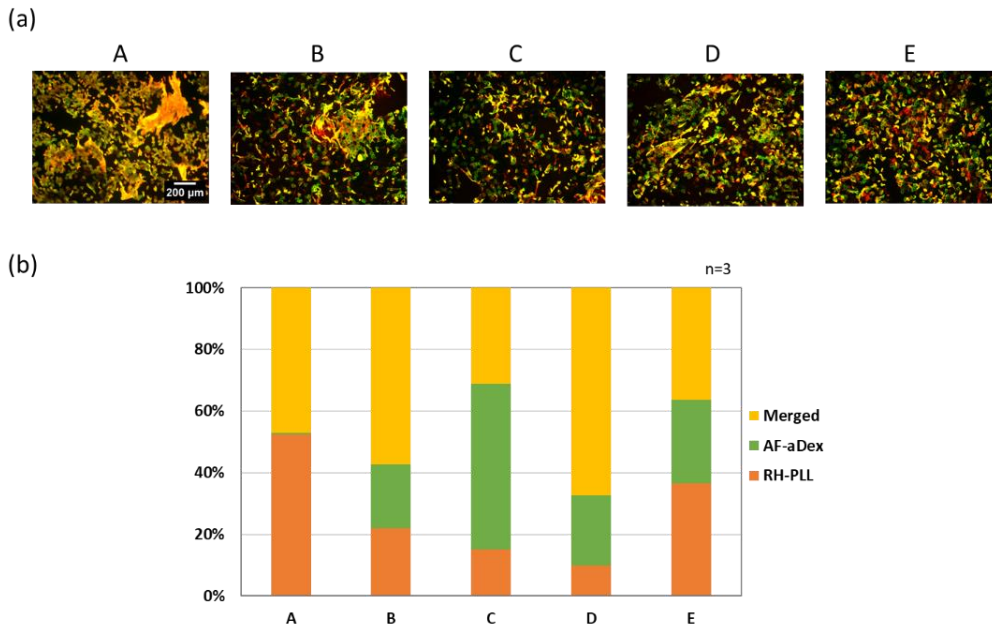 (a)
A B C D E
200 μm
(b)
n=3
100%
80%
60%
40%
20%
0%
Merged
AF-aDex
RH-PLL
A B C D E